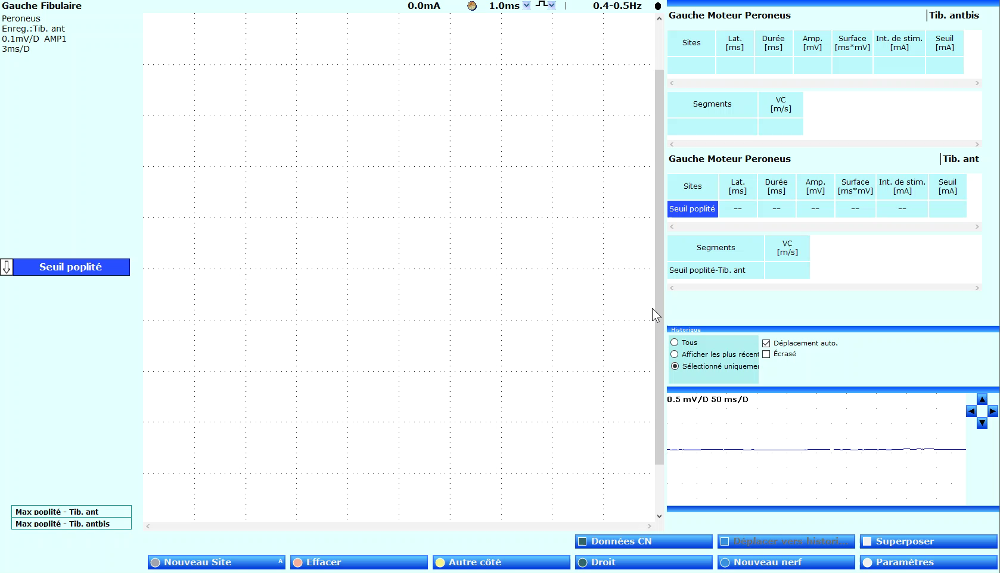 Gauche Fibulaire
0.0mA 1.0ms 0.4-0.5Hz
Peroneus
Enreg.:Tib. ant
0.1mV/D AMP1
3ms/D
Seuil poplité
Max poplité - Tib. ant
Max poplité - Tib. antbis
Gauche Moteur Peroneus Tib. antbis
Sites Lat. [ms] Durée [ms] Amp. [mV] Surface [ms*mV] Int. de stim. [mA] Seuil [mA]
Segments VC [m/s]
Gauche Moteur Peroneus Tib. ant
Sites Lat. [ms] Durée [ms] Amp. [mV] Surface [ms*mV] Int. de stim. [mA] Seuil [mA]
Seuil poplité -- -- -- -- --
Segments VC [m/s]
Seuil poplité-Tib. ant
Historique
Tous
Afficher les plus récent
Sélectionné uniquemen
Déplacement auto.
Écrasé
0.5 mV/D 50 ms/D
Données CN Déplacer vers histori... Superposer
Nouveau Site A Effacer Autre côté Droit Nouveau nerf Paramètres